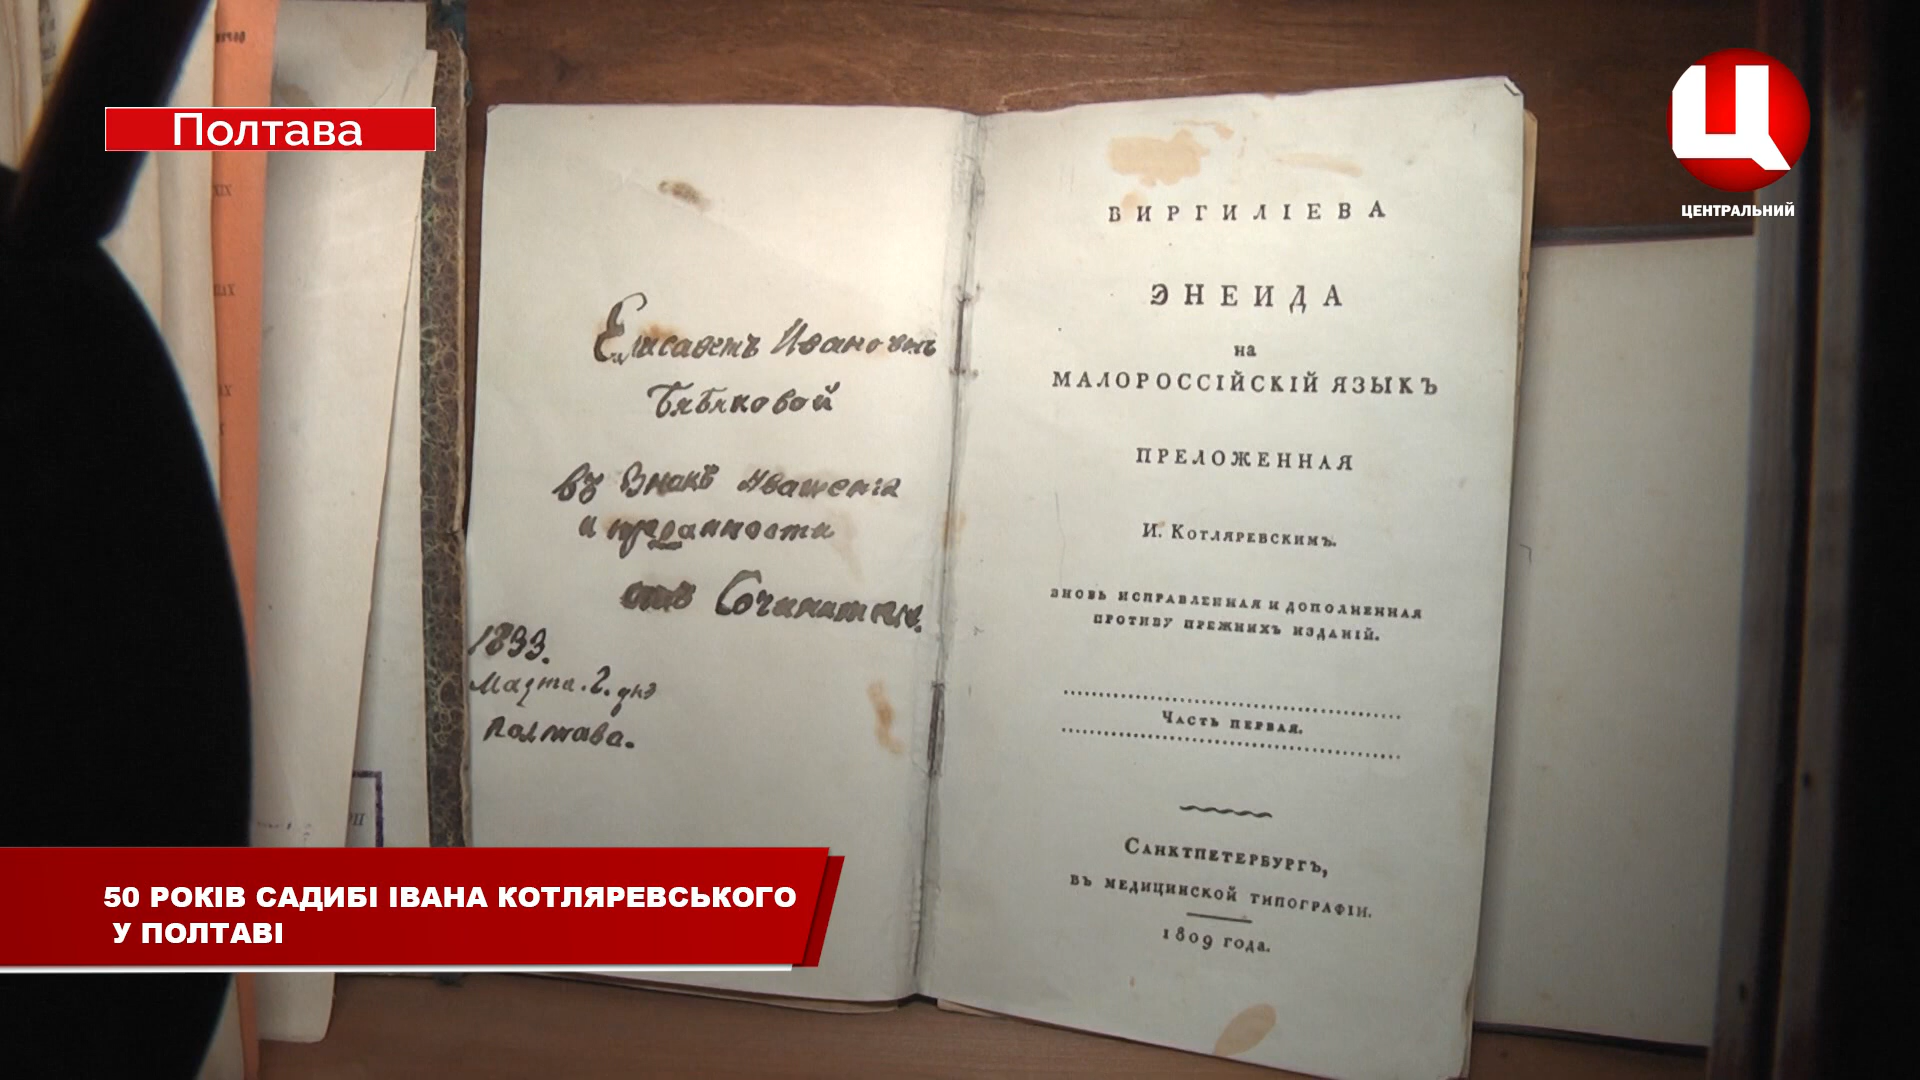 Полтава
Ц
ЦЕНТРАЛЬНИЙ
Елисаветъ Ивановнѣ
въ Знакъ Уваженія
и преданности
отъ Сочинителя.
1833.
Марта. 2. дня
Полтава.
ВИРГИЛІЕВА
ЭНЕИДА
на
МАЛОРОССІЙСКІЙ ЯЗЫКЪ
ПРЕЛОЖЕННАЯ
И. Котляревскимъ.
вновь исправленная и дополненная
противу прежнихъ изданій.
Часть первая.
Санктпетербургъ,
въ медицинской типографіи.
1809 года.
50 РОКІВ САДИБІ ІВАНА КОТЛЯРЕВСЬКОГО
У ПОЛТАВІ